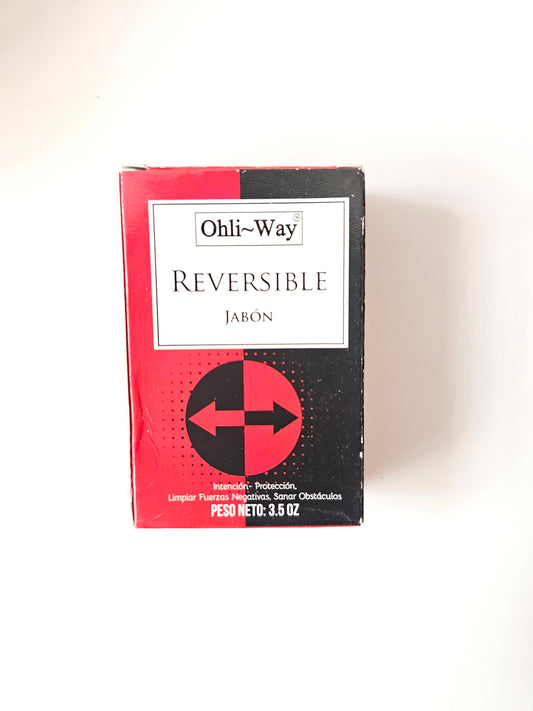 Ohli~Way
REVERSIBLE
JABÓN
Intención- Protección,
Limpiar Fuerzas Negativas, Sanar Obstáculos
PESO NETO: 3.5 OZ